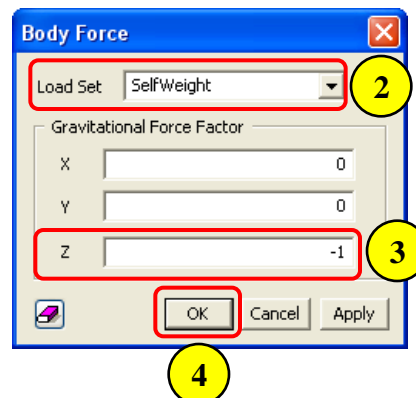 Body Force
Load Set SelfWeight 2
Gravitational Force Factor
X 0
Y 0
Z -1 3
OK Cancel Apply
4